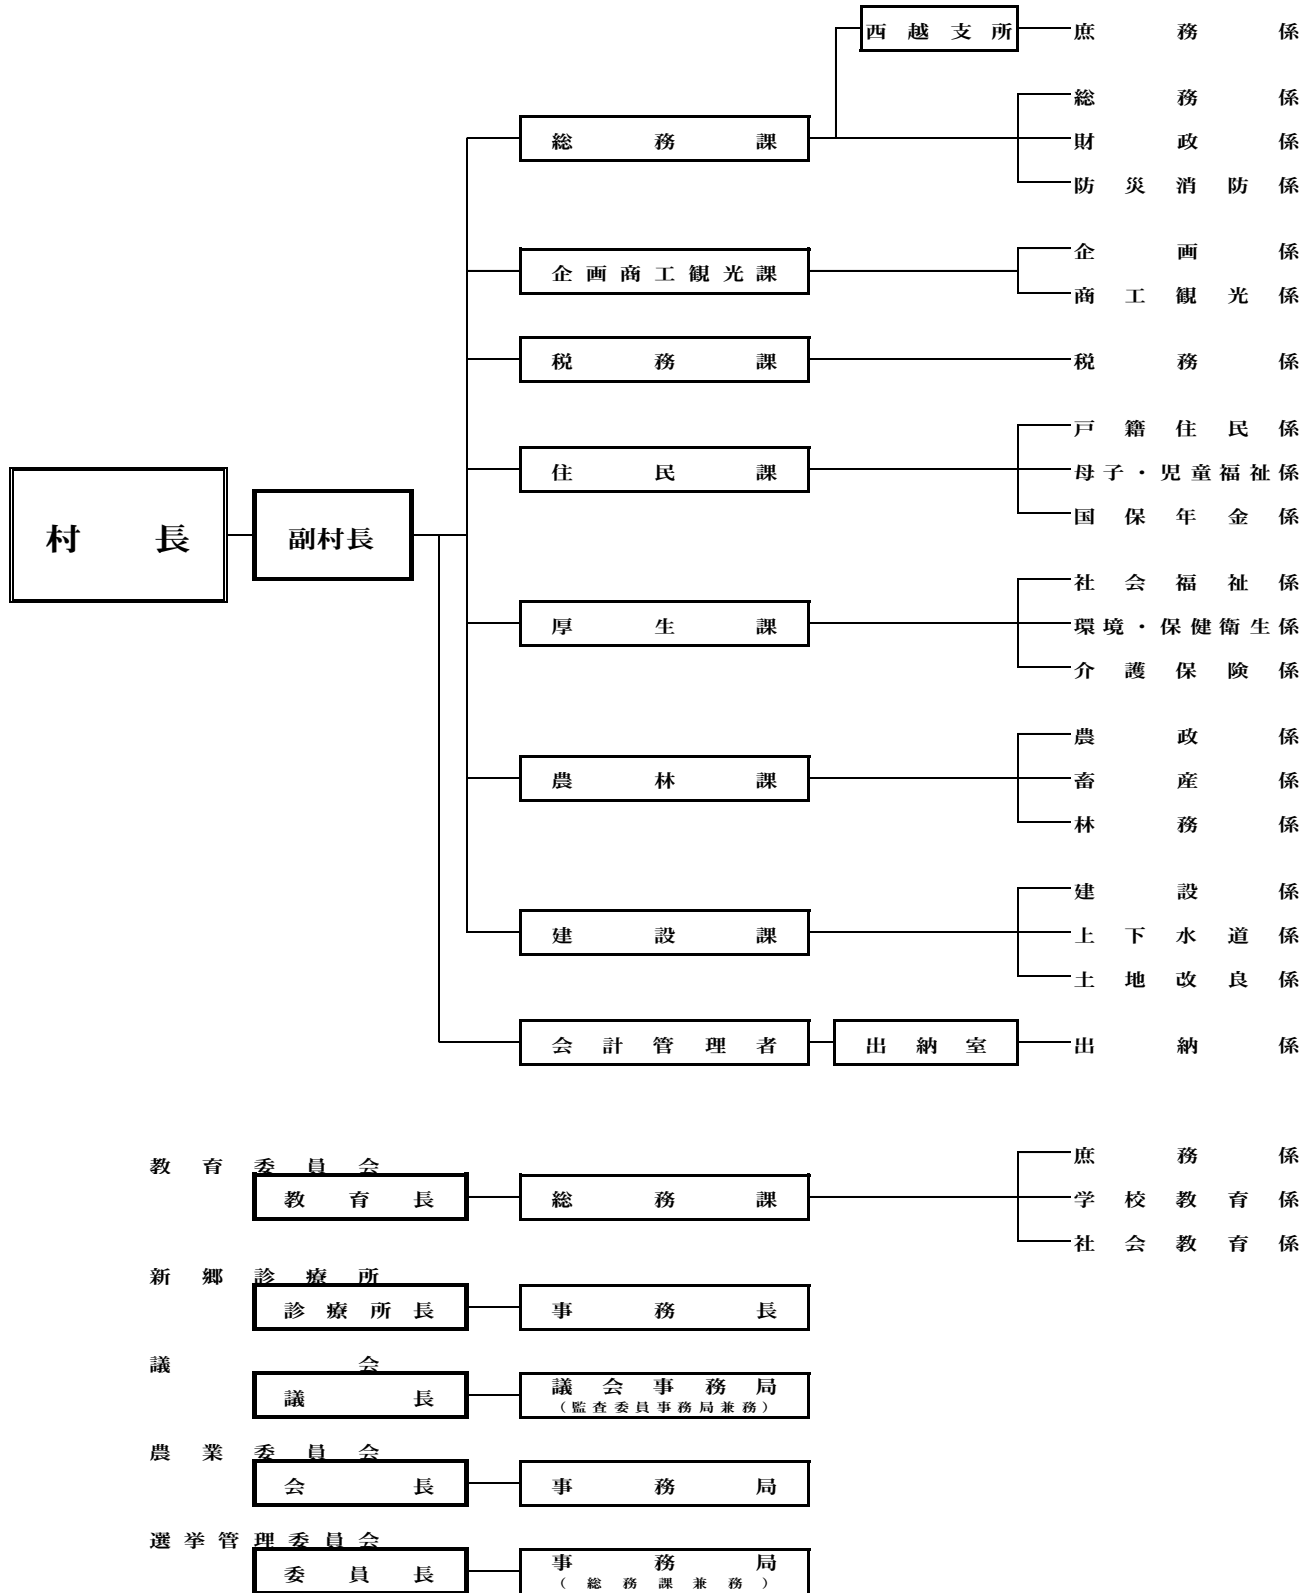 西越支所 庶務係
総務係
総務課 財政係
防災消防係
企画係
企画商工観光課
商工観光係
税務課 税務係
戸籍住民係
住民課 母子・児童福祉係
国保年金係
村長 副村長
社会福祉係
厚生課 環境・保健衛生係
介護保険係
農政係
農林課 畜産係
林務係
建設係
建設課 上下水道係
土地改良係
会計管理者 出納室 出納係
庶務係
教育委員会
教育長 総務課 学校教育係
社会教育係
新郷診療所
診療所長 事務長
議会
議長 議会事務局
（監査委員事務局兼務）
農業委員会
会長 事務局
選挙管理委員会
委員長 事務局
（総務課兼務）